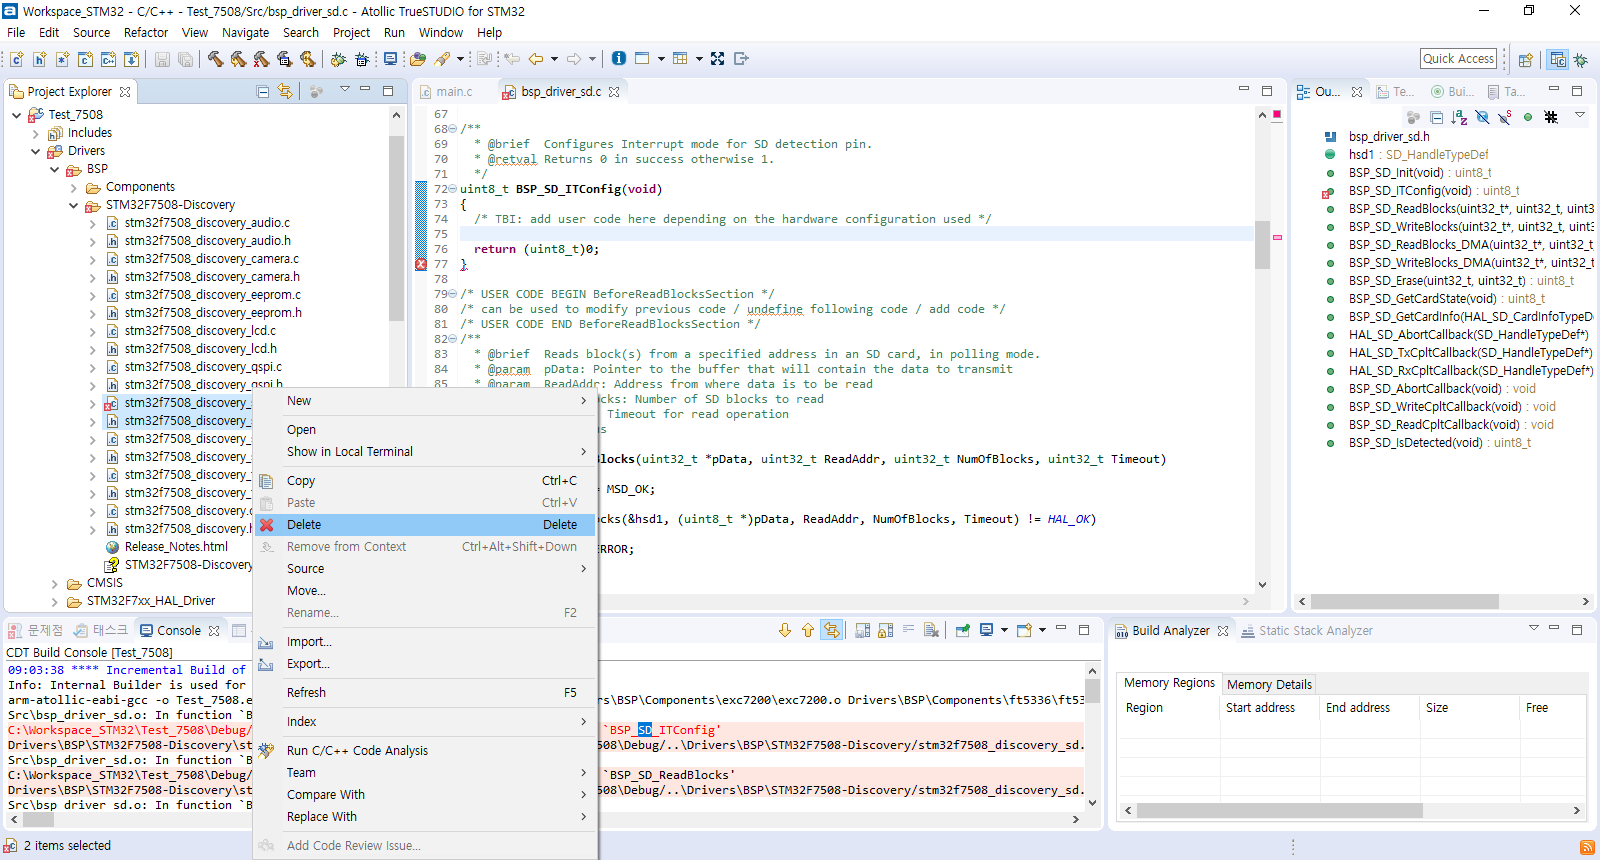 Workspace_STM32 - C/C++ - Test_7508/Src/bsp_driver_sd.c - Atollic TrueSTUDIO for STM32
File Edit Source Refactor View Navigate Search Project Run Window Help
Quick Access
Project Explorer
Test_7508
Includes
Drivers
BSP
Components
STM32F7508-Discovery
stm32f7508_discovery_audio.c
stm32f7508_discovery_audio.h
stm32f7508_discovery_camera.c
stm32f7508_discovery_camera.h
stm32f7508_discovery_eeprom.c
stm32f7508_discovery_eeprom.h
stm32f7508_discovery_lcd.c
stm32f7508_discovery_lcd.h
stm32f7508_discovery_qspi.c
stm32f7508_discovery_qspi.h
stm32f7508_discovery_
stm32f7508_discovery_
stm32f7508_discovery_
stm32f7508_discovery_
stm32f7508_discovery_
stm32f7508_discovery_
stm32f7508_discovery.
stm32f7508_discovery.
Release_Notes.html
STM32F7508-Discovery
CMSIS
STM32F7xx_HAL_Driver
main.c
bsp_driver_sd.c
67
68 /**
69 * @brief  Configures Interrupt mode for SD detection pin.
70 * @retval Returns 0 in success otherwise 1.
71 */
72 uint8_t BSP_SD_ITConfig(void)
73 {
74 /* TBI: add user code here depending on the hardware configuration used */
75
76 return (uint8_t)0;
77 }
78
79 /* USER CODE BEGIN BeforeReadBlocksSection */
80 /* can be used to modify previous code / undefine following code / add code */
81 /* USER CODE END BeforeReadBlocksSection */
82 /**
83 * @brief  Reads block(s) from a specified address in an SD card, in polling mode.
84 * @param  pData: Pointer to the buffer that will contain the data to transmit
85 * @param  ReadAddr: Address from where data is to be read
cks: Number of SD blocks to read
Timeout for read operation
s
locks(uint32_t *pData, uint32_t ReadAddr, uint32_t NumOfBlocks, uint32_t Timeout)
= MSD_OK;
cks(&hsd1, (uint8_t *)pData, ReadAddr, NumOfBlocks, Timeout) != HAL_OK)
RROR;
New
Open
Show in Local Terminal
Copy Ctrl+C
Paste Ctrl+V
Delete Delete
Remove from Context Ctrl+Alt+Shift+Down
Source
Move...
Rename... F2
Import...
Export...
Refresh F5
Index
Run C/C++ Code Analysis
Team
Compare With
Replace With
Add Code Review Issue...
Ou... Te... Bui... Ta...
bsp_driver_sd.h
hsd1 : SD_HandleTypeDef
BSP_SD_Init(void) : uint8_t
BSP_SD_ITConfig(void) : uint8_t
BSP_SD_ReadBlocks(uint32_t*, uint32_t, uint3
BSP_SD_WriteBlocks(uint32_t*, uint32_t, uint3
BSP_SD_ReadBlocks_DMA(uint32_t*, uint32_t,
BSP_SD_WriteBlocks_DMA(uint32_t*, uint32_t,
BSP_SD_Erase(uint32_t, uint32_t) : uint8_t
BSP_SD_GetCardState(void) : uint8_t
BSP_SD_GetCardInfo(HAL_SD_CardInfoTypeD
HAL_SD_AbortCallback(SD_HandleTypeDef*)
HAL_SD_TxCpltCallback(SD_HandleTypeDef*)
HAL_SD_RxCpltCallback(SD_HandleTypeDef*)
BSP_SD_AbortCallback(void) : void
BSP_SD_WriteCpltCallback(void) : void
BSP_SD_ReadCpltCallback(void) : void
BSP_SD_IsDetected(void) : uint8_t
문제점 태스크 Console
CDT Build Console [Test_7508]
09:03:38 **** Incremental Build of
Info: Internal Builder is used for
arm-atollic-eabi-gcc -o Test_7508.e rs\BSP\Components\exc7200\exc7200.o Drivers\BSP\Components\ft5336\ft53
Src\bsp_driver_sd.o: In function `B
C:\Workspace_STM32\Test_7508\Debug/ `BSP_SD_ITConfig'
Drivers\BSP\STM32F7508-Discovery\st 08\Debug/..\Drivers\BSP\STM32F7508-Discovery/stm32f7508_discovery_sd.
Src\bsp_driver_sd.o: In function `B
C:\Workspace_STM32\Test_7508\Debug/ `BSP_SD_ReadBlocks'
Drivers\BSP\STM32F7508-Discovery\st 08\Debug/..\Drivers\BSP\STM32F7508-Discovery/stm32f7508_discovery_sd.
Src\bsp_driver_sd.o: In function `B
Build Analyzer Static Stack Analyzer
Memory Regions Memory Details
Region Start address End address Size Free
2 items selected